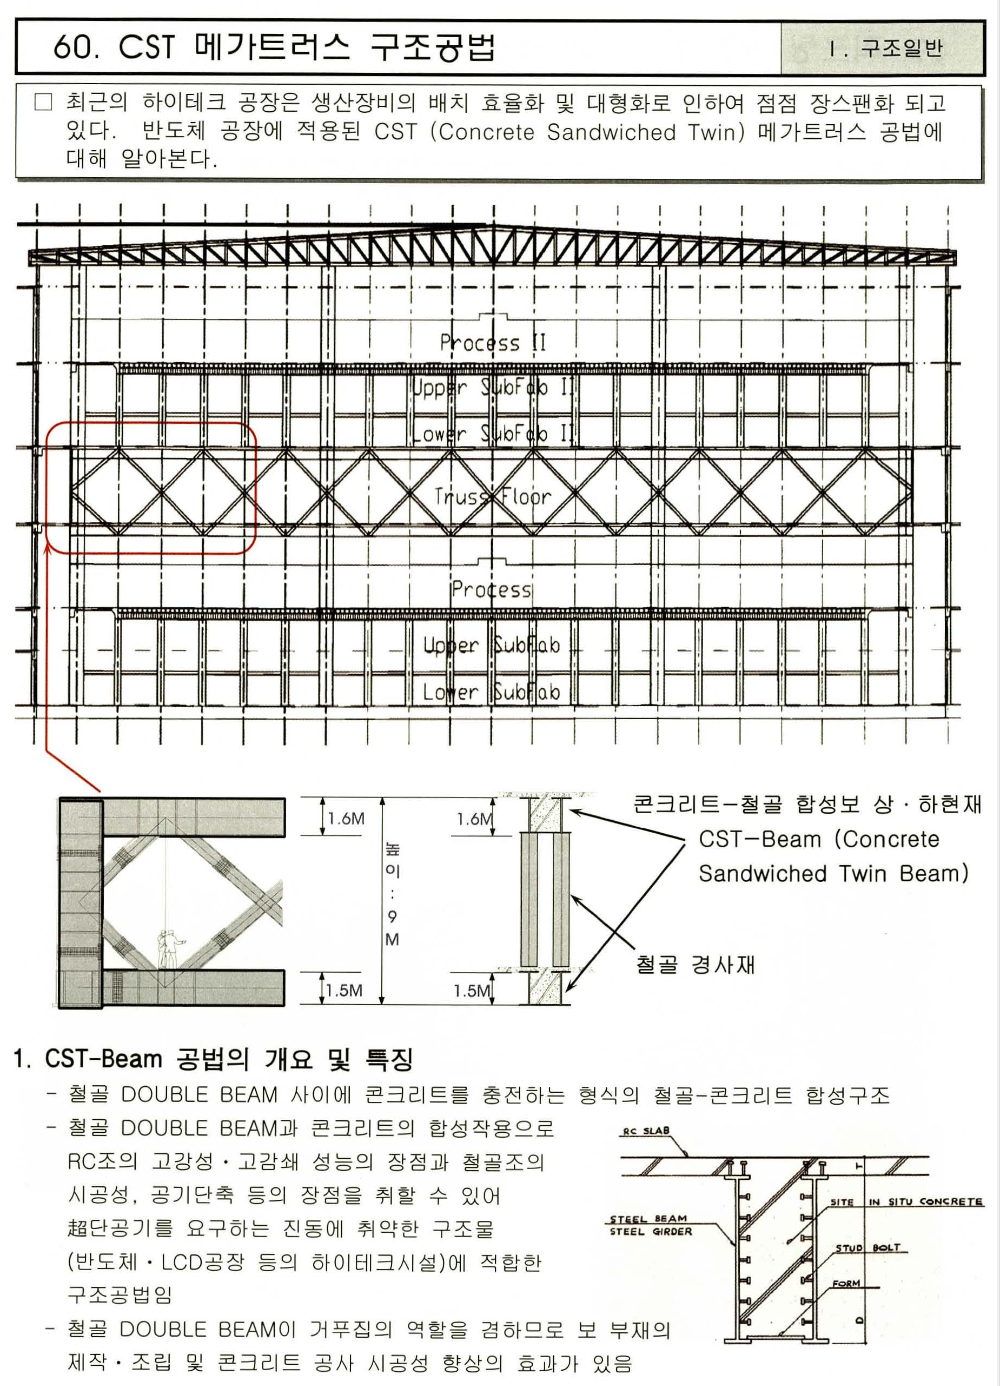 60. CST 메가트러스 구조공법
Ⅰ. 구조일반
□ 최근의 하이테크 공장은 생산장비의 배치 효율화 및 대형화로 인하여 점점 장스팬화 되고
있다. 반도체 공장에 적용된 CST (Concrete Sandwiched Twin) 메가트러스 공법에
대해 알아본다.
Process II
Upper SubFab II
Lower SubFab II
Truss Floor
Process
Upper SubFab
Lower SubFab
1.6M
높이 : 9M
1.6M
콘크리트-철골 합성보 상·하현재
CST-Beam (Concrete
Sandwiched Twin Beam)
철골 경사재
1.5M
1.5M
1. CST-Beam 공법의 개요 및 특징
- 철골 DOUBLE BEAM 사이에 콘크리트를 충전하는 형식의 철골-콘크리트 합성구조
- 철골 DOUBLE BEAM과 콘크리트의 합성작용으로
RC조의 고강성·고감쇄 성능의 장점과 철골조의
시공성, 공기단축 등의 장점을 취할 수 있어
超단공기를 요구하는 진동에 취약한 구조물
(반도체·LCD공장 등의 하이테크시설)에 적합한
구조공법임
- 철골 DOUBLE BEAM이 거푸집의 역할을 겸하므로 보 부재의
제작·조립 및 콘크리트 공사 시공성 향상의 효과가 있음
RC SLAB
T
SITE IN SITU CONCRETE
STEEL BEAM
STEEL GIRDER
STUD BOLT
FORM
D